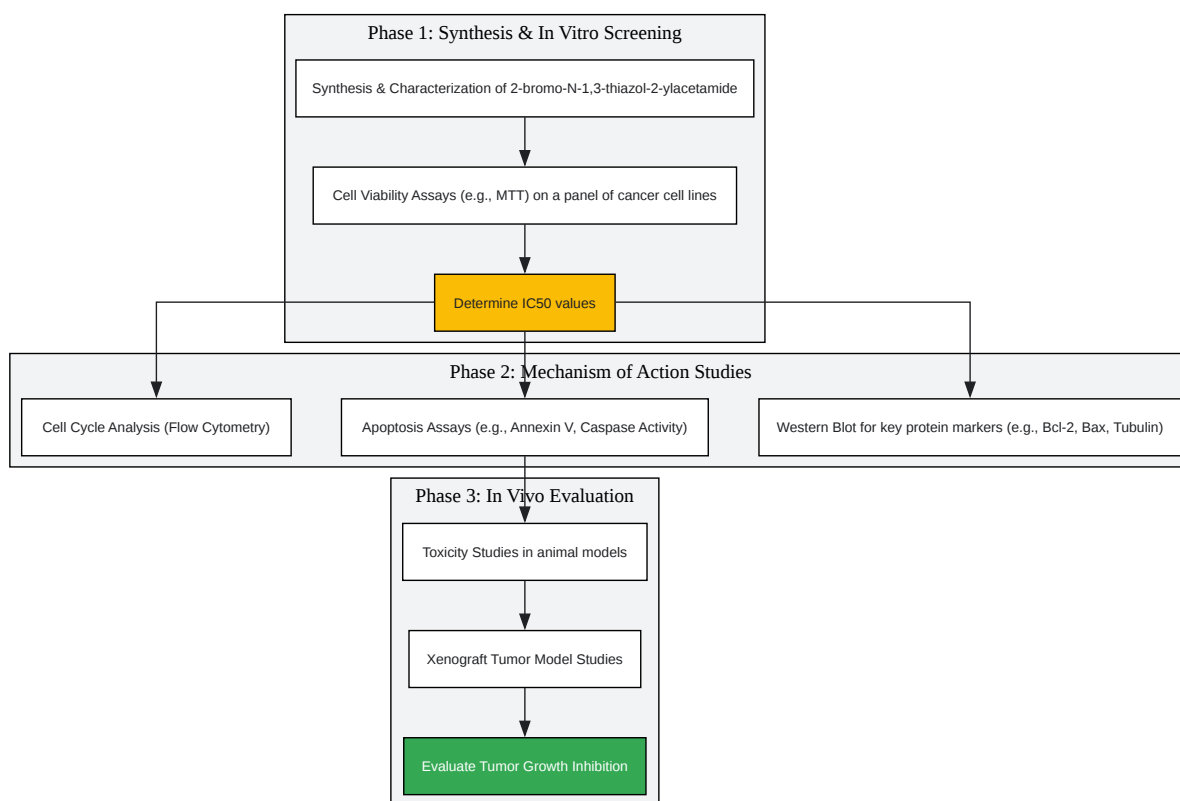 Phase 1: Synthesis & In Vitro Screening
Synthesis & Characterization of 2-bromo-N-1,3-thiazol-2-ylacetamide
Cell Viability Assays (e.g., MTT) on a panel of cancer cell lines
Determine IC50 values
Phase 2: Mechanism of Action Studies
Cell Cycle Analysis (Flow Cytometry)
Apoptosis Assays (e.g., Annexin V, Caspase Activity)
Western Blot for key protein markers (e.g., Bcl-2, Bax, Tubulin)
Phase 3: In Vivo Evaluation
Toxicity Studies in animal models
Xenograft Tumor Model Studies
Evaluate Tumor Growth Inhibition